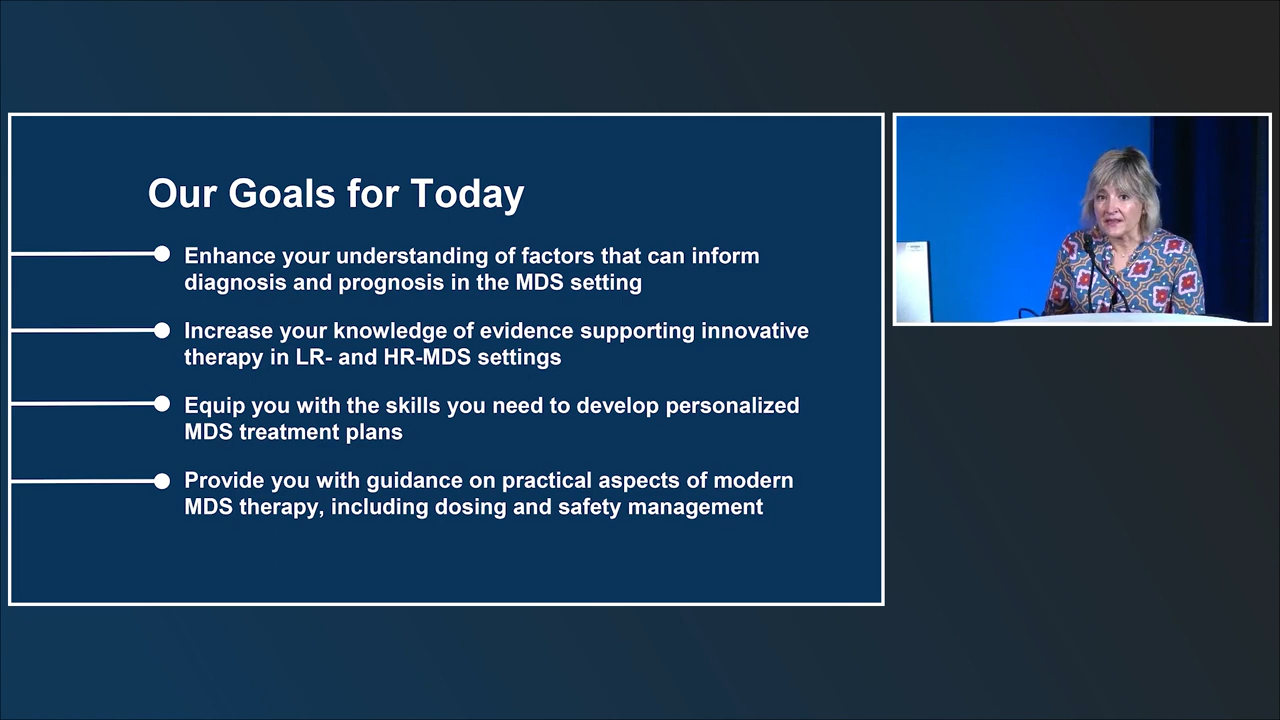 Our Goals for Today
Enhance your understanding of factors that can inform
diagnosis and prognosis in the MDS setting
Increase your knowledge of evidence supporting innovative
therapy in LR- and HR-MDS settings
Equip you with the skills you need to develop personalized
MDS treatment plans
Provide you with guidance on practical aspects of modern
MDS therapy, including dosing and safety management